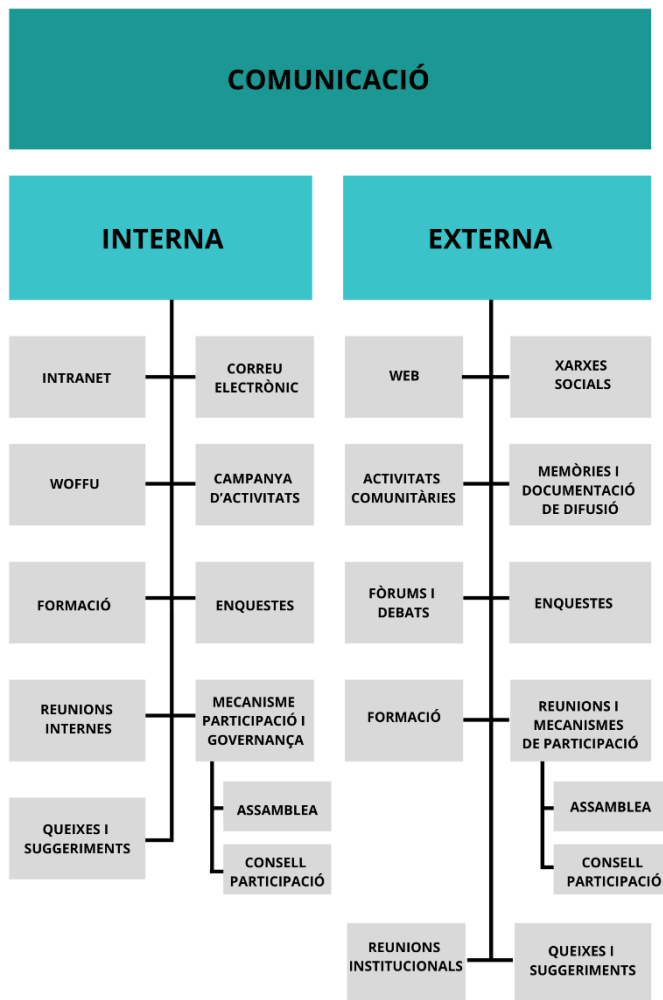 COMUNICACIÓ
INTERNA
EXTERNA
INTRANET
CORREU
ELECTRÒNIC
WOFFU
CAMPANYA
D'ACTIVITATS
FORMACIÓ
ENQUESTES
REUNIONS
INTERNES
MECANISME
PARTICIPACIÓ I
GOVERNANÇA
ASSAMBLEA
CONSELL
PARTICIPACIÓ
QUEIXES I
SUGGERIMENTS
WEB
XARXES
SOCIALS
ACTIVITATS
COMUNITÀRIES
MEMÒRIES I
DOCUMENTACIÓ
DE DIFUSIÓ
FÒRUMS I
DEBATS
ENQUESTES
FORMACIÓ
REUNIONS I
MECANISMES
DE PARTICIPACIÓ
ASSAMBLEA
CONSELL
PARTICIPACIÓ
REUNIONS
INSTITUCIONALS
QUEIXES I
SUGGERIMENTS